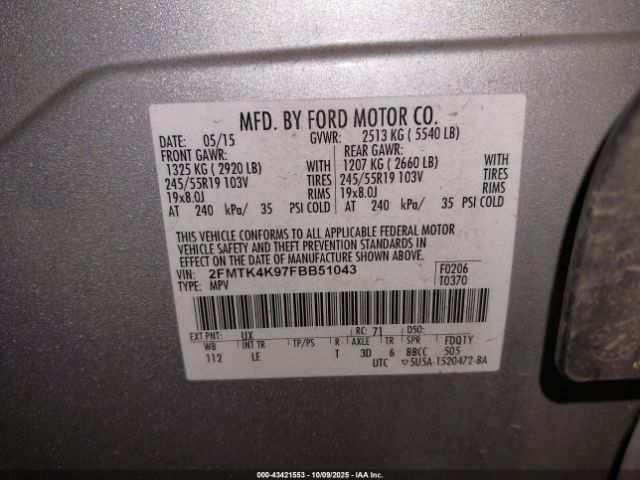 MFD. BY FORD MOTOR CO.
DATE: 05/15 GVWR: 2513 KG ( 5540 LB)
FRONT GAWR: REAR GAWR:
1325 KG ( 2920 LB) WITH 1207 KG ( 2660 LB) WITH
245/55R19 103V TIRES 245/55R19 103V TIRES
19x8.0J RIMS 19x8.0J RIMS
AT 240 kPa/ 35 PSI COLD AT 240 kPa/ 35 PSI COLD
THIS VEHICLE CONFORMS TO ALL APPLICABLE FEDERAL MOTOR
VEHICLE SAFETY AND THEFT PREVENTION STANDARDS IN
EFFECT ON THE DATE OF MANUFACTURE SHOWN ABOVE.
VIN: 2FMTK4K97FBB51043 F0206
TYPE: MPV T0370
EXT PNT: UX RC: 71 DSO:
WB INT TR TP/PS R AXLE TR SPR FDQ1Y
112 LE T 3D 6 BBCC 505
UTC ▽5U5A-1520472-BA
000-43421553 | 10/09/2025 | IAA Inc.